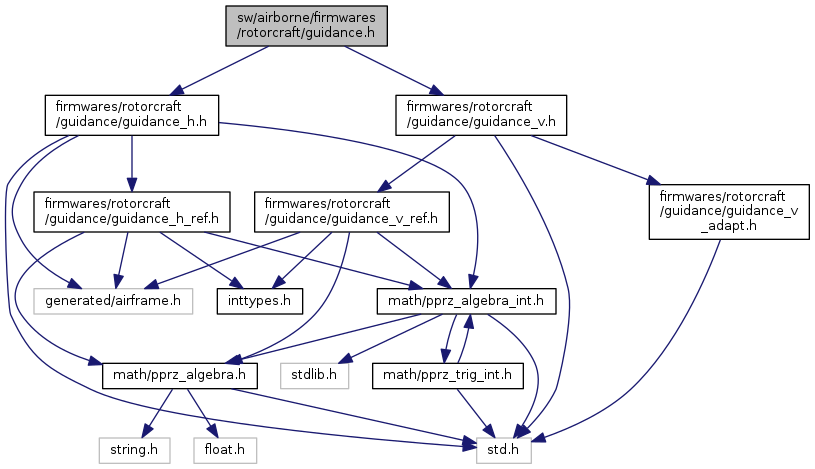 sw/airborne/firmwares
/rotorcraft/guidance.h
firmwares/rotorcraft
/guidance/guidance_h.h
firmwares/rotorcraft
/guidance/guidance_v.h
firmwares/rotorcraft
/guidance/guidance_h_ref.h
firmwares/rotorcraft
/guidance/guidance_v_ref.h
firmwares/rotorcraft
/guidance/guidance_v
_adapt.h
generated/airframe.h
inttypes.h
math/pprz_algebra_int.h
math/pprz_algebra.h
stdlib.h
math/pprz_trig_int.h
string.h
float.h
std.h